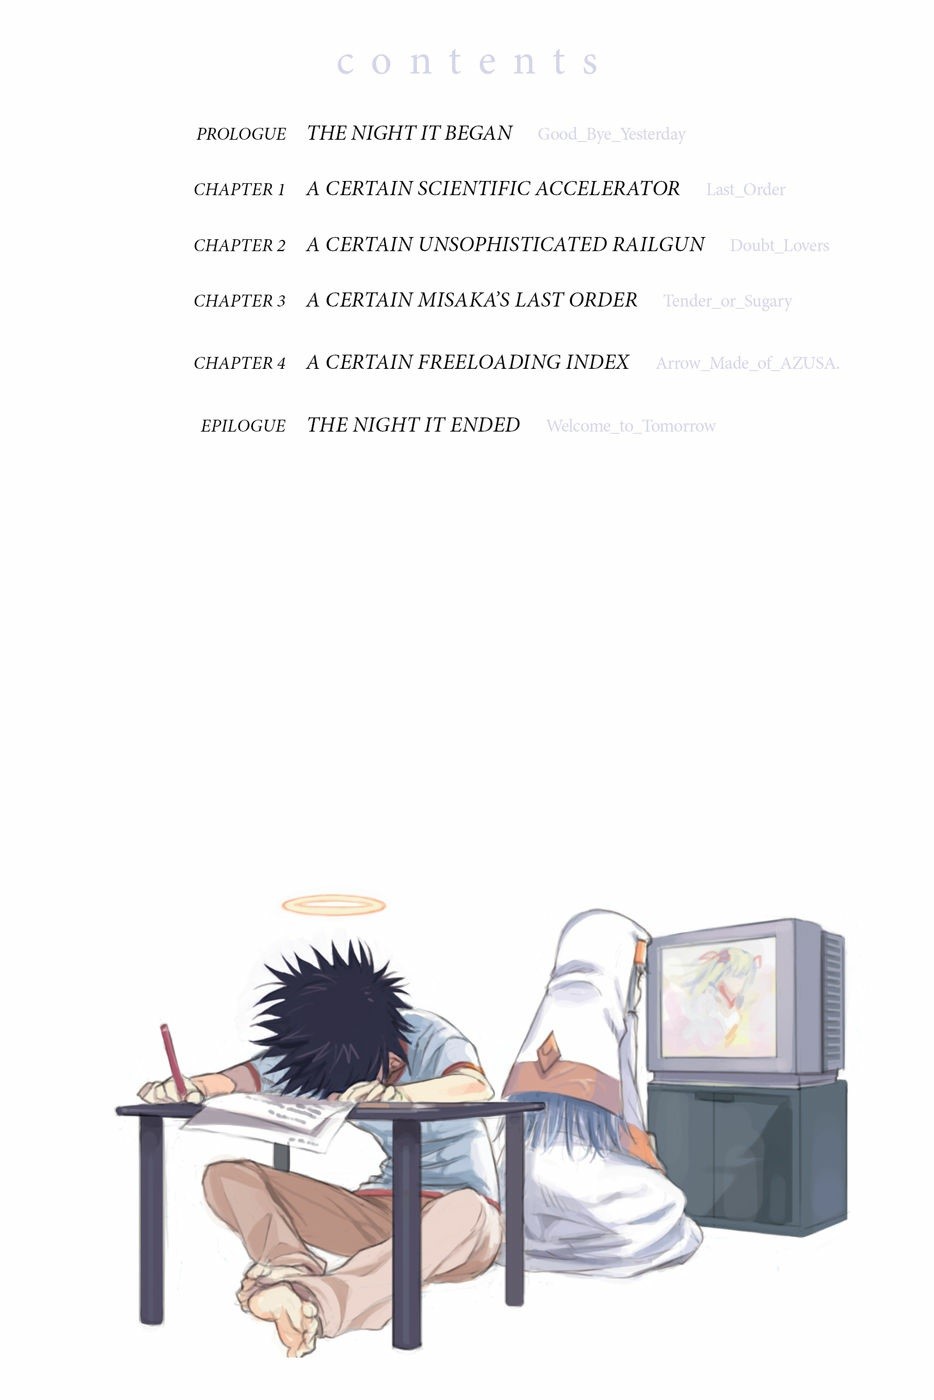 contents
PROLOGUE THE NIGHT IT BEGAN Good_Bye_Yesterday
CHAPTER 1 A CERTAIN SCIENTIFIC ACCELERATOR Last_Order
CHAPTER 2 A CERTAIN UNSOPHISTICATED RAILGUN Doubt_Lovers
CHAPTER 3 A CERTAIN MISAKA’S LAST ORDER Tender_or_Sugary
CHAPTER 4 A CERTAIN FREELOADING INDEX Arrow_Made_of_AZUSA.
EPILOGUE THE NIGHT IT ENDED Welcome_to_Tomorrow